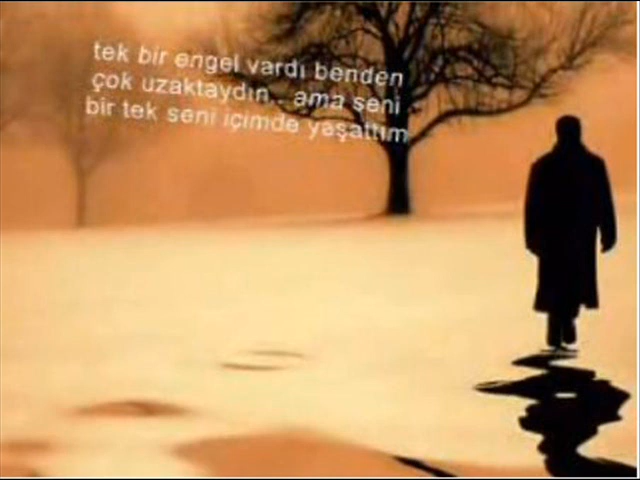 tek bir engel vardı benden
çok uzaktaydın.. ama seni
bir tek seni içimde yaşattım